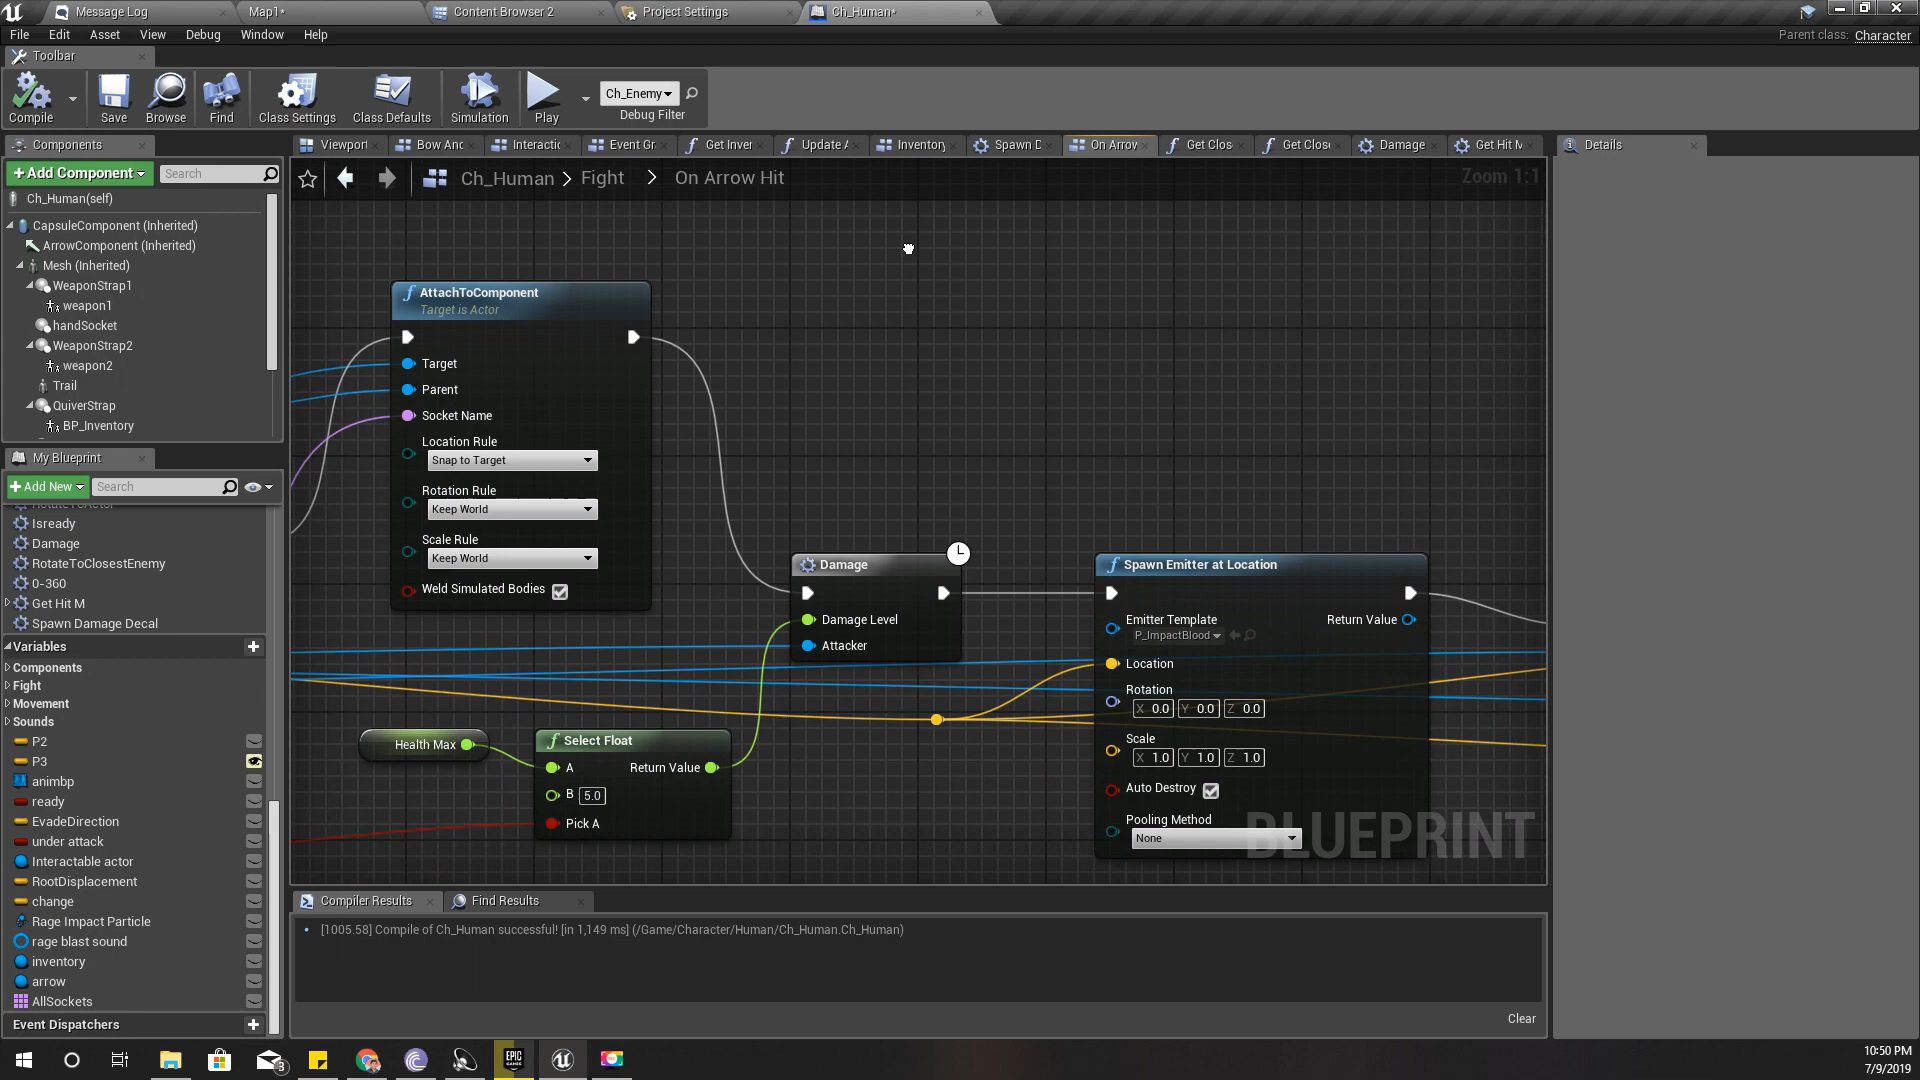 Message Log
Map1*
Content Browser 2
Project Settings
Ch_Human*
File Edit Asset View Debug Window Help
Parent class: Character
Toolbar
Compile
Save
Browse
Find
Class Settings
Class Defaults
Simulation
Play
Ch_Enemy
Debug Filter
Components
Viewport
Bow And
Interactio
Event Gr
Get Inver
Update A
Inventory
Spawn D
On Arrow
Get Clos
Get Close
Damage
Get Hit M
Details
+Add Component
Search
Ch_Human > Fight > On Arrow Hit
Zoom 1:1
Ch_Human(self)
CapsuleComponent (Inherited)
ArrowComponent (Inherited)
Mesh (Inherited)
WeaponStrap1
weapon1
handSocket
WeaponStrap2
weapon2
Trail
QuiverStrap
BP_Inventory
My Blueprint
+Add New
Search
RotateToActor
Isready
Damage
RotateToClosestEnemy
0-360
Get Hit M
Spawn Damage Decal
Variables
Components
Fight
Movement
Sounds
P2
P3
animbp
ready
EvadeDirection
under attack
Interactable actor
RootDisplacement
change
Rage Impact Particle
rage blast sound
inventory
arrow
AllSockets
Event Dispatchers
AttachToComponent
Target is Actor
Target
Parent
Socket Name
Location Rule
Snap to Target
Rotation Rule
Keep World
Scale Rule
Keep World
Weld Simulated Bodies
Damage
Damage Level
Attacker
Health Max
Select Float
A
Return Value
B 5.0
Pick A
Spawn Emitter at Location
Emitter Template
P_ImpactBlood
Return Value
Location
Rotation
X 0.0 Y 0.0 Z 0.0
Scale
X 1.0 Y 1.0 Z 1.0
Auto Destroy
Pooling Method
None
BLUEPRINT
Compiler Results
Find Results
[1005.58] Compile of Ch_Human successful! [in 1,149 ms] (/Game/Character/Human/Ch_Human.Ch_Human)
Clear
3
EPIC
GAMES
10:50 PM
7/9/2019